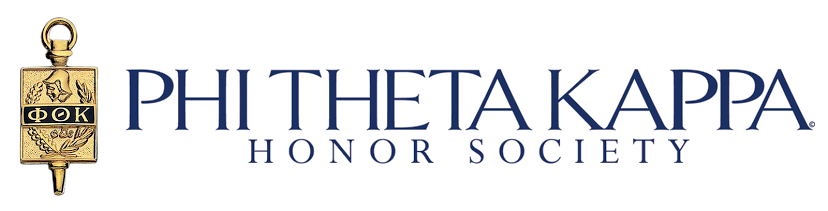 ΦΘΚ
PHI THETA KAPPA©
HONOR SOCIETY